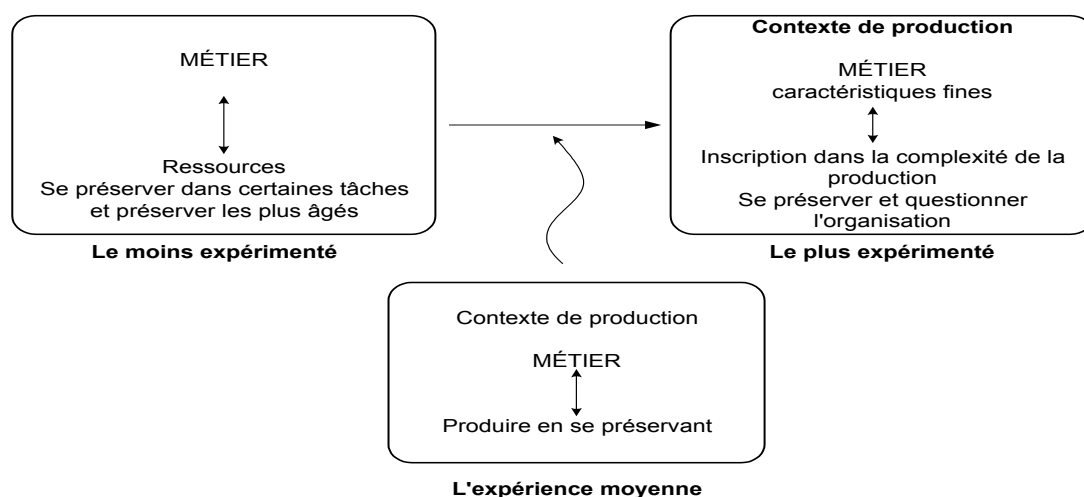 MÉTIER
Ressources
Se préserver dans certaines tâches
et préserver les plus âgés
Le moins expérimenté
Contexte de production
MÉTIER
caractéristiques fines
Inscription dans la complexité de la
production
Se préserver et questionner
l'organisation
Le plus expérimenté
Contexte de production
MÉTIER
Produire en se préservant
L'expérience moyenne